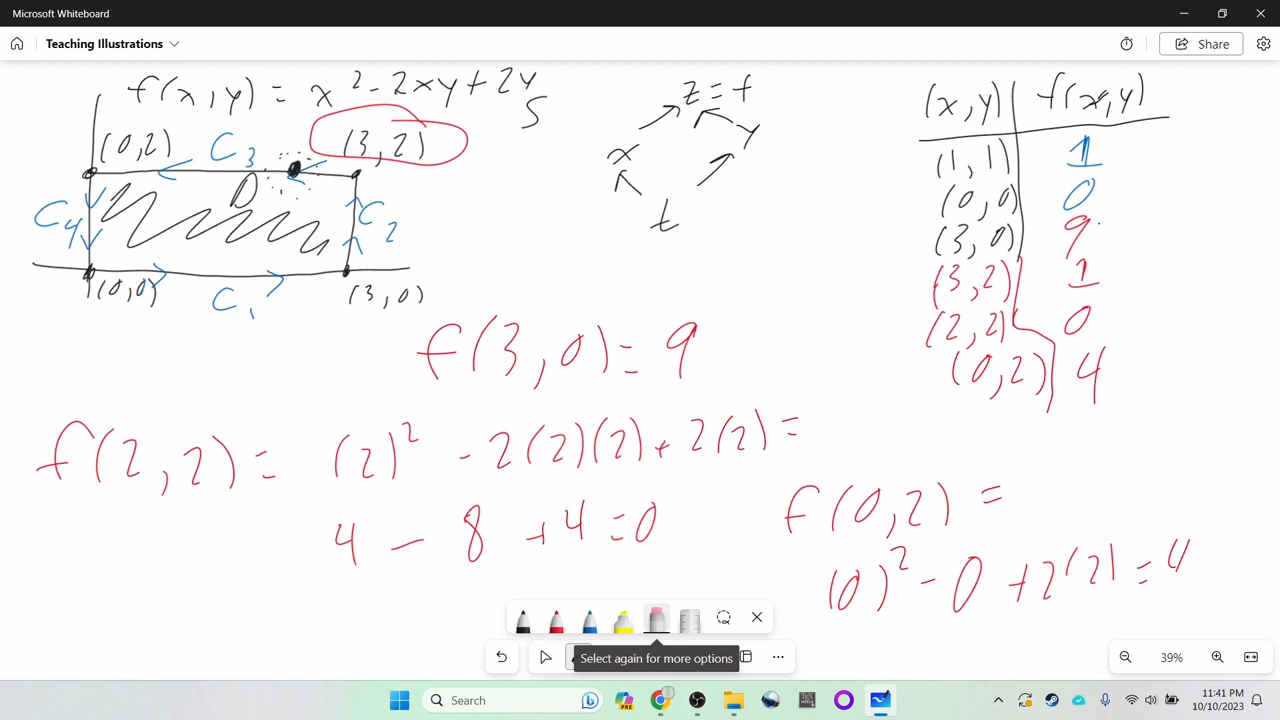 Microsoft Whiteboard
Teaching Illustrations
Share
f(x,y) = x² - 2xy + 2y
S
(0,2)
C₃
(3,2)
D
C₄
C₂
(0,0)
C₁
(3,0)
z = f
x
y
t
(x,y) f(x,y)
(1,1) 1
(0,0) 0
(3,0) 9
(3,2) 1
(2,2) 0
(0,2) 4
f(3,0) = 9
f(2,2) = (2)² - 2(2)(2) + 2(2) =
4 - 8 + 4 = 0
f(0,2) =
(0)² - 0 + 2(2) = 4
Select again for more options
39%
Search
PRE
11:41 PM
10/10/2023